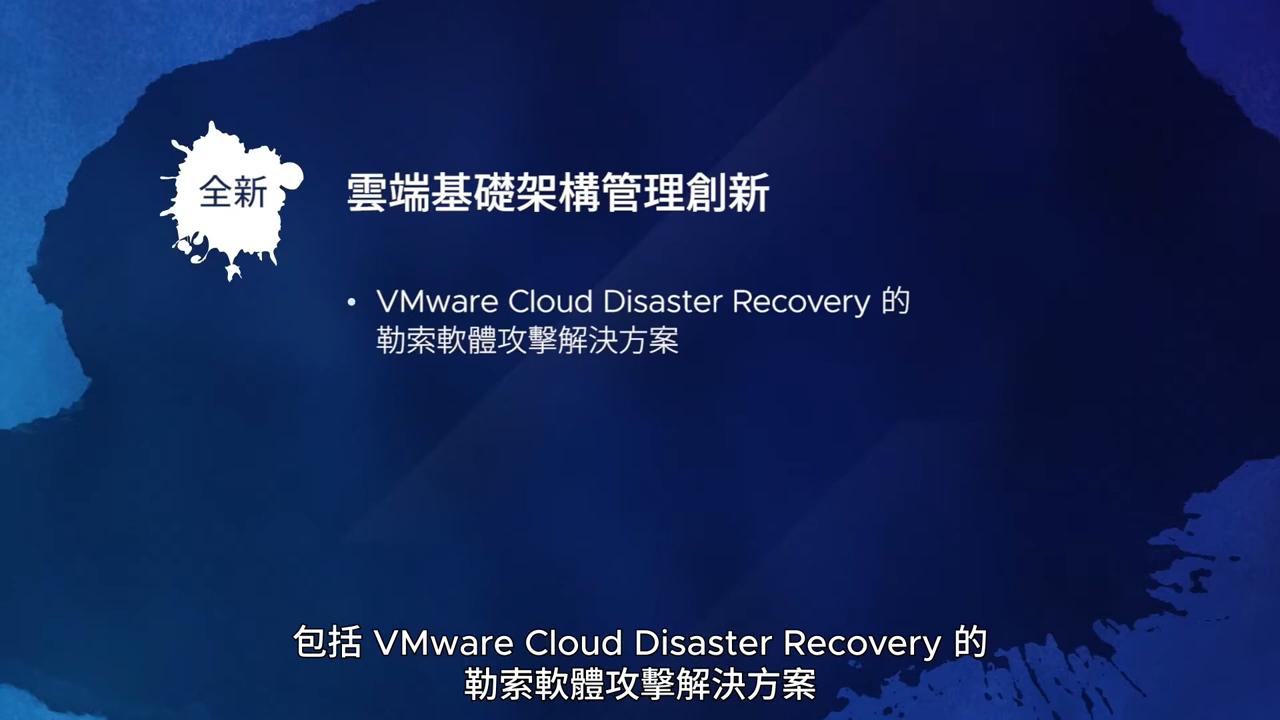 全新
雲端基礎架構管理創新
• VMware Cloud Disaster Recovery 的
勒索軟體攻擊解決方案
包括 VMware Cloud Disaster Recovery 的
勒索軟體攻擊解決方案